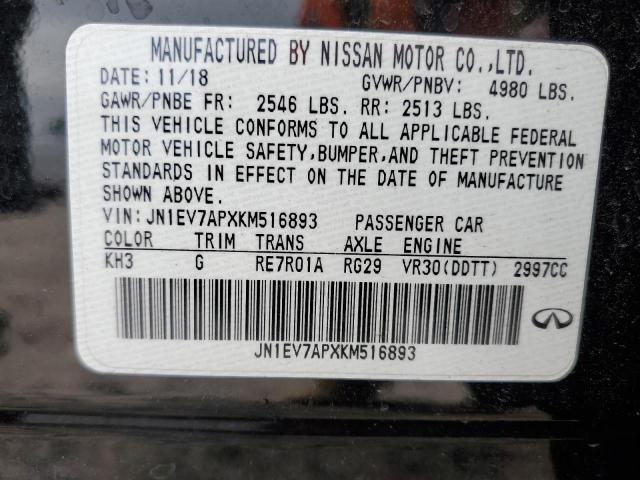 MANUFACTURED BY NISSAN MOTOR CO.,LTD.
DATE: 11/18 GVWR/PNBV: 4980 LBS.
GAWR/PNBE FR: 2546 LBS. RR: 2513 LBS.
THIS VEHICLE CONFORMS TO ALL APPLICABLE FEDERAL
MOTOR VEHICLE SAFETY,BUMPER,AND THEFT PREVENTION
STANDARDS IN EFFECT ON THE DATE OF MANUFACTURE
SHOWN ABOVE.
VIN:JN1EV7APXKM516893 PASSENGER CAR
COLOR TRIM TRANS AXLE ENGINE
KH3 G RE7R01A RG29 VR30(DDTT) 2997CC
JN1EV7APXKM516893